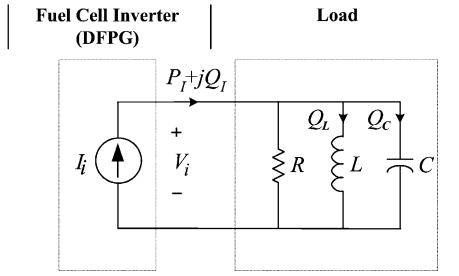 Fuel Cell Inverter
(DFPG)
Load
P_I+jQ_I
Q_L
Q_C
I_i
+
V_i
−
R
L
C